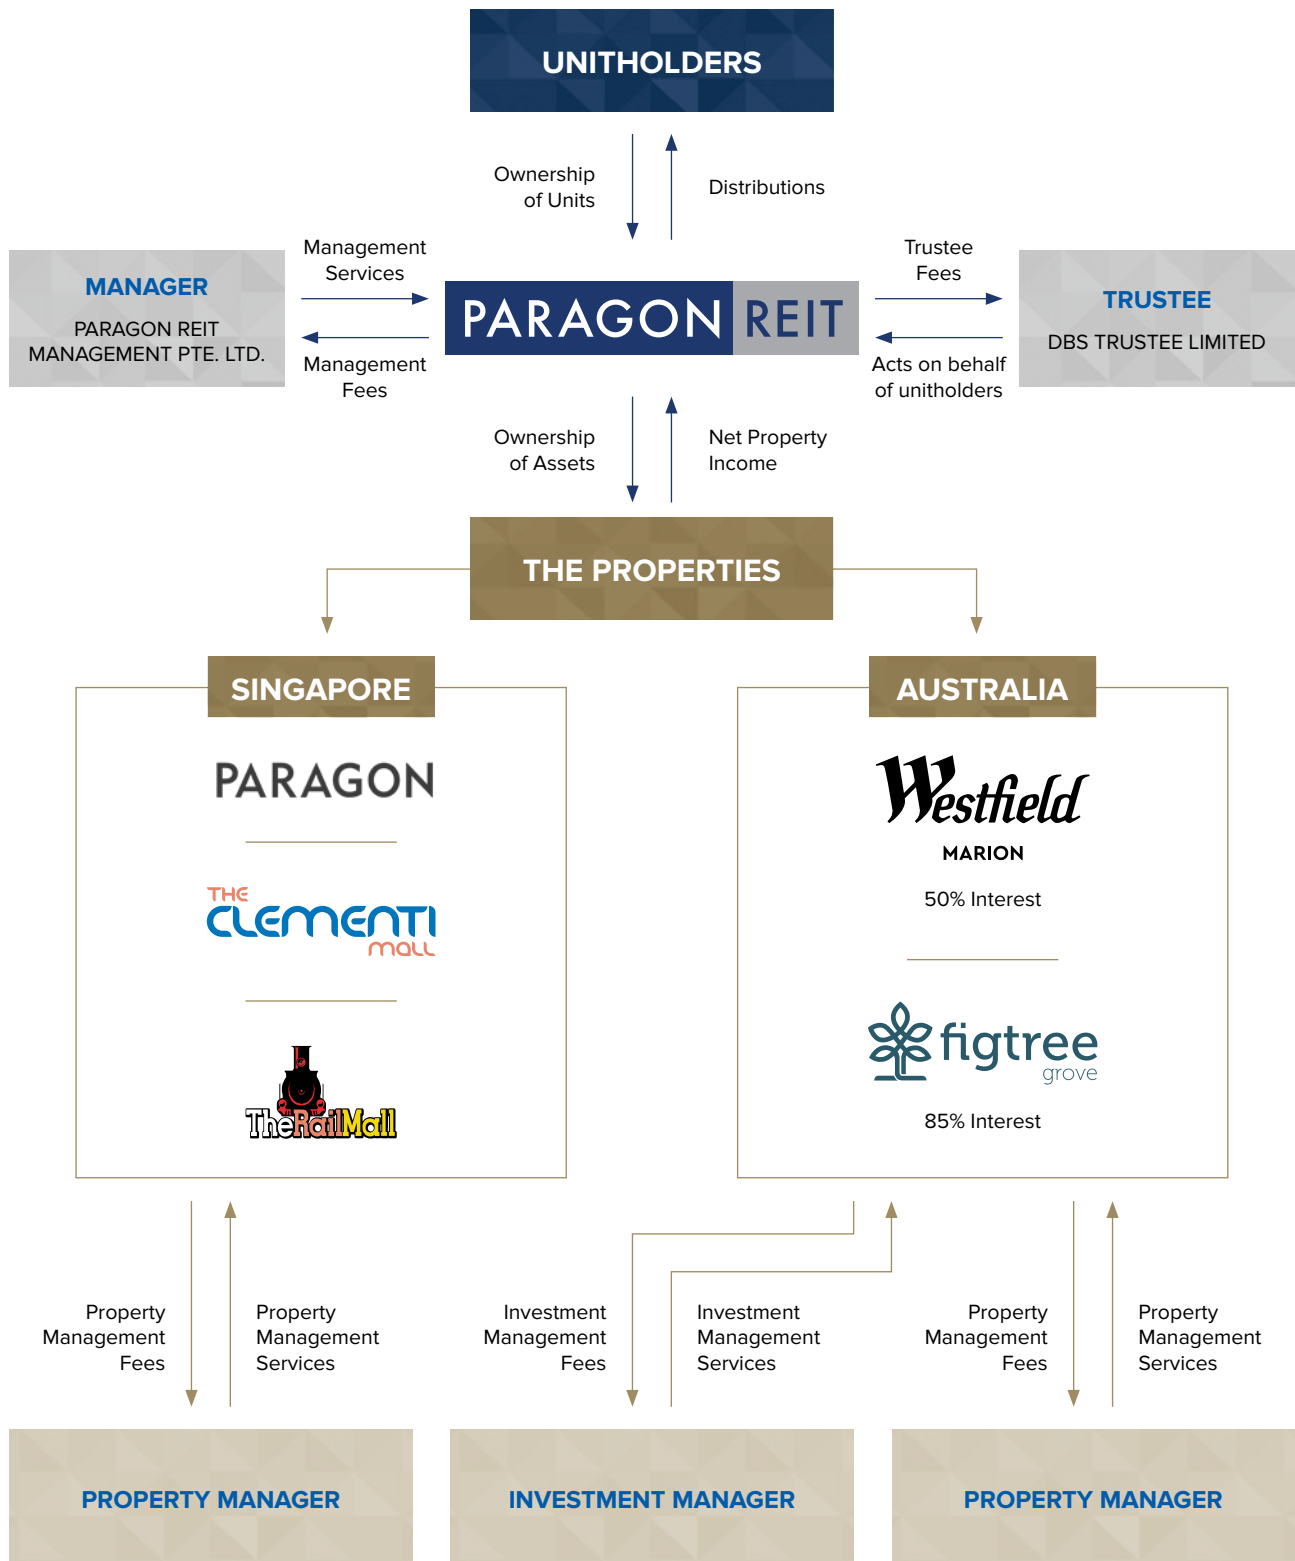 UNITHOLDERS
Ownership
of Units
Distributions
MANAGER
PARAGON REIT
MANAGEMENT PTE. LTD.
Management
Services
Management
Fees
PARAGON REIT
Trustee
Fees
Acts on behalf
of unitholders
TRUSTEE
DBS TRUSTEE LIMITED
Ownership
of Assets
Net Property
Income
THE PROPERTIES
SINGAPORE
PARAGON
THE
CLEMENTI
mall
TheRailMall
AUSTRALIA
Westfield
MARION
50% Interest
figtree
grove
85% Interest
Property
Management
Fees
Property
Management
Services
Investment
Management
Fees
Investment
Management
Services
Property
Management
Fees
Property
Management
Services
PROPERTY MANAGER
INVESTMENT MANAGER
PROPERTY MANAGER